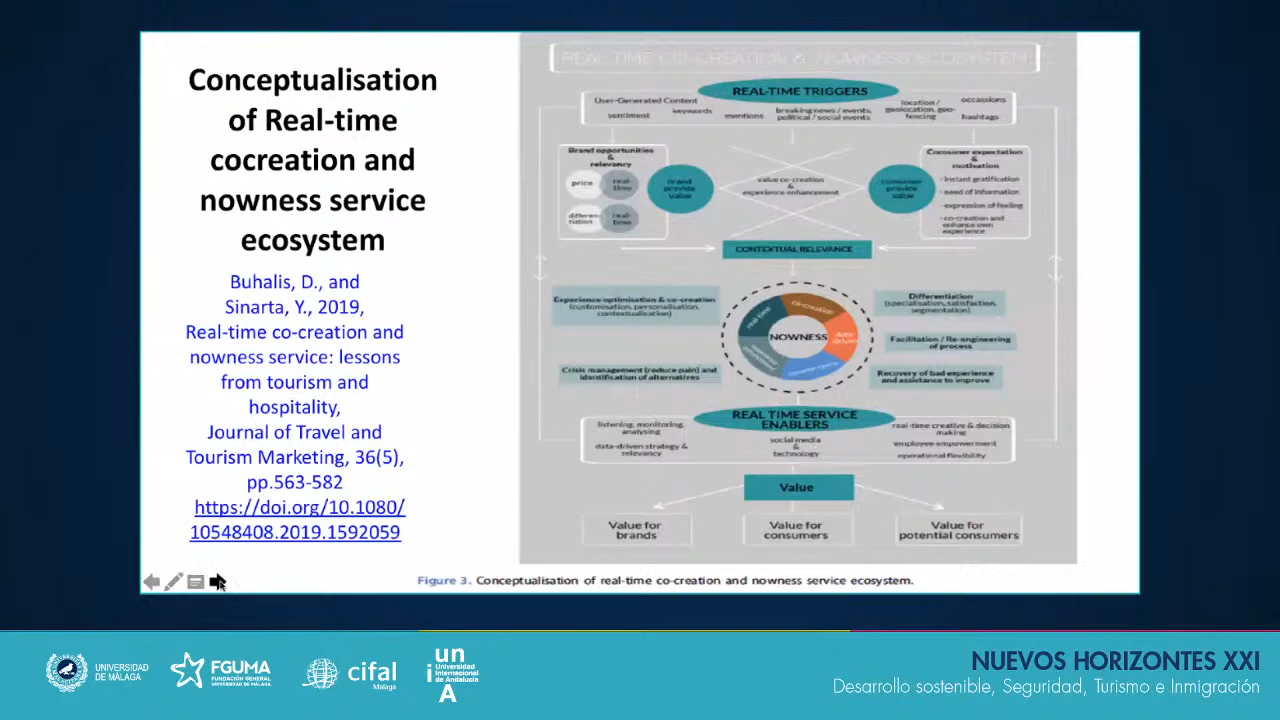 Conceptualisation
of Real-time
cocreation and
nowness service
ecosystem
Buhalis, D., and
Sinarta, Y., 2019,
Real-time co-creation and
nowness service: lessons
from tourism and
hospitality,
Journal of Travel and
Tourism Marketing, 36(5),
pp.563-582
https://doi.org/10.1080/
10548408.2019.1592059
REAL-TIME CO-CREATION & NOWNESS ECOSYSTEM
REAL-TIME TRIGGERS
User-Generated Content
sentiment
keywords
mentions
breaking news / events,
political / social events
location /
geolocation, geo-
fencing
occassions
hashtags
Brand opportunities
&
relevancy
price
real-
time
differen-
tiation
real-
time
Brand
provide
value
value co-creation
&
experience enhancement
Consumer
provide
value
Consumer expectation
&
motivation
- instant gratification
- need of information
- expression of feeling
- co-creation and
enhance own
experience
CONTEXTUAL RELEVANCE
Experience optimisation & co-creation
(customisation, personalisation,
contextualisation)
Crisis management (reduce pain) and
identification of alternatives
real-time
co-creation
data-
driven
NOWNESS
Differentiation
(specialisation, satisfaction,
segmentation)
Facilitation / Re-engineering
of process
Recovery of bad experience
and assistance to improve
REAL TIME SERVICE
ENABLERS
listening, monitoring,
analysing
data-driven strategy &
relevancy
social media
&
technology
real-time creative & decision
making
employee empowerment
operational flexibility
Value
Value for
brands
Value for
consumers
Value for
potential consumers
Figure 3. Conceptualisation of real-time co-creation and nowness service ecosystem.
UNIVERSIDAD
DE MÁLAGA
FGUMA
FUNDACIÓN GENERAL
UNIVERSIDAD DE MÁLAGA
cifal
Málaga
un
i
Universidad
Internacional
de Andalucía
A
NUEVOS HORIZONTES XXI
Desarrollo sostenible, Seguridad, Turismo e Inmigración